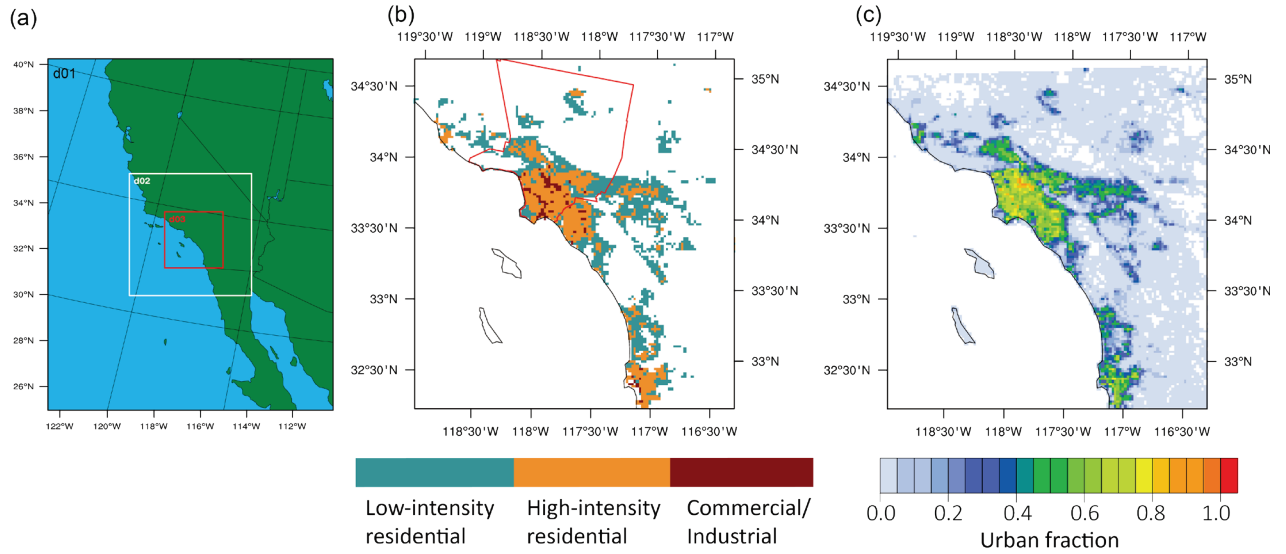 (a)
(b)
(c)
d01
d02
d03
40°N
38°N
36°N
34°N
32°N
30°N
28°N
26°N
122°W 120°W 118°W 116°W 114°W 112°W
119°30'W 119°W 118°30'W 118°W 117°30'W 117°W
34°30'N
34°N
33°30'N
33°N
32°30'N
35°N
34°30'N
34°N
33°30'N
33°N
118°30'W 118°W 117°30'W 117°W 116°30'W
119°30'W 119°W 118°30'W 118°W 117°30'W 117°W
34°30'N
34°N
33°30'N
33°N
32°30'N
35°N
34°30'N
34°N
33°30'N
33°N
118°30'W 118°W 117°30'W 117°W 116°30'W
Low-intensity
residential
High-intensity
residential
Commercial/
Industrial
0.0 0.2 0.4 0.6 0.8 1.0
Urban fraction